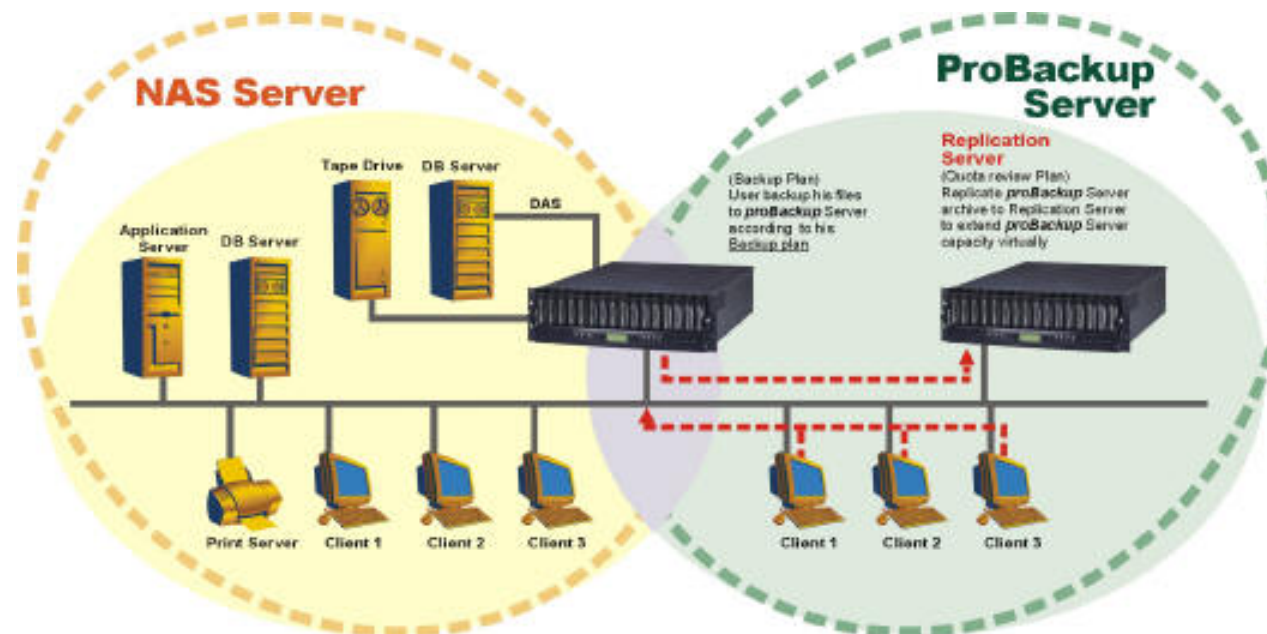 NAS Server
ProBackup
Server
Tape Drive
DB Server
DAS
Application
Server
DB Server
(Backup Plan)
User backup his files
to proBackup Server
according to his
Backup plan
Replication
Server
(Quota review Plan)
Replicate proBackup Server
archive to Replication Server
to extend proBackup Server
capacity virtually
Print Server
Client 1
Client 2
Client 3
Client 1
Client 2
Client 3